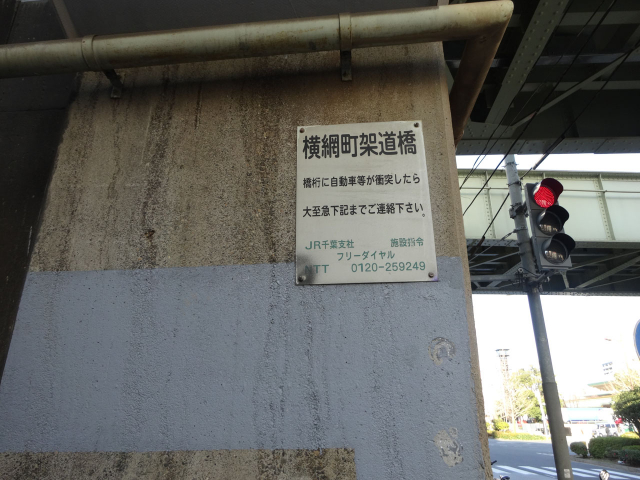 横網町架道橋
橋桁に自動車等が衝突したら
大至急下記までご連絡下さい。
JR千葉支社 施設指令
フリーダイヤル
NTT 0120-259249